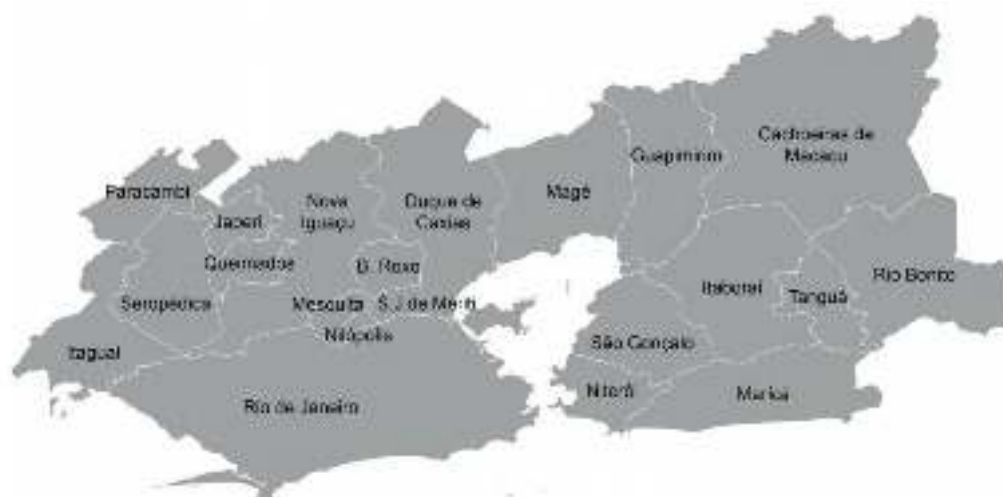 Cachoeiras de
Macacu
Guapimirim
Paracambi
Magé
Nova
Iguaçu
Duque de
Caxias
Japeri
Queimados
B. Roxo
Rio Bonito
Itaboraí
Tanguá
Seropédica
Mesquita
S.J. de Meriti
Nilópolis
São Gonçalo
Itaguaí
Niterói
Maricá
Rio de Janeiro